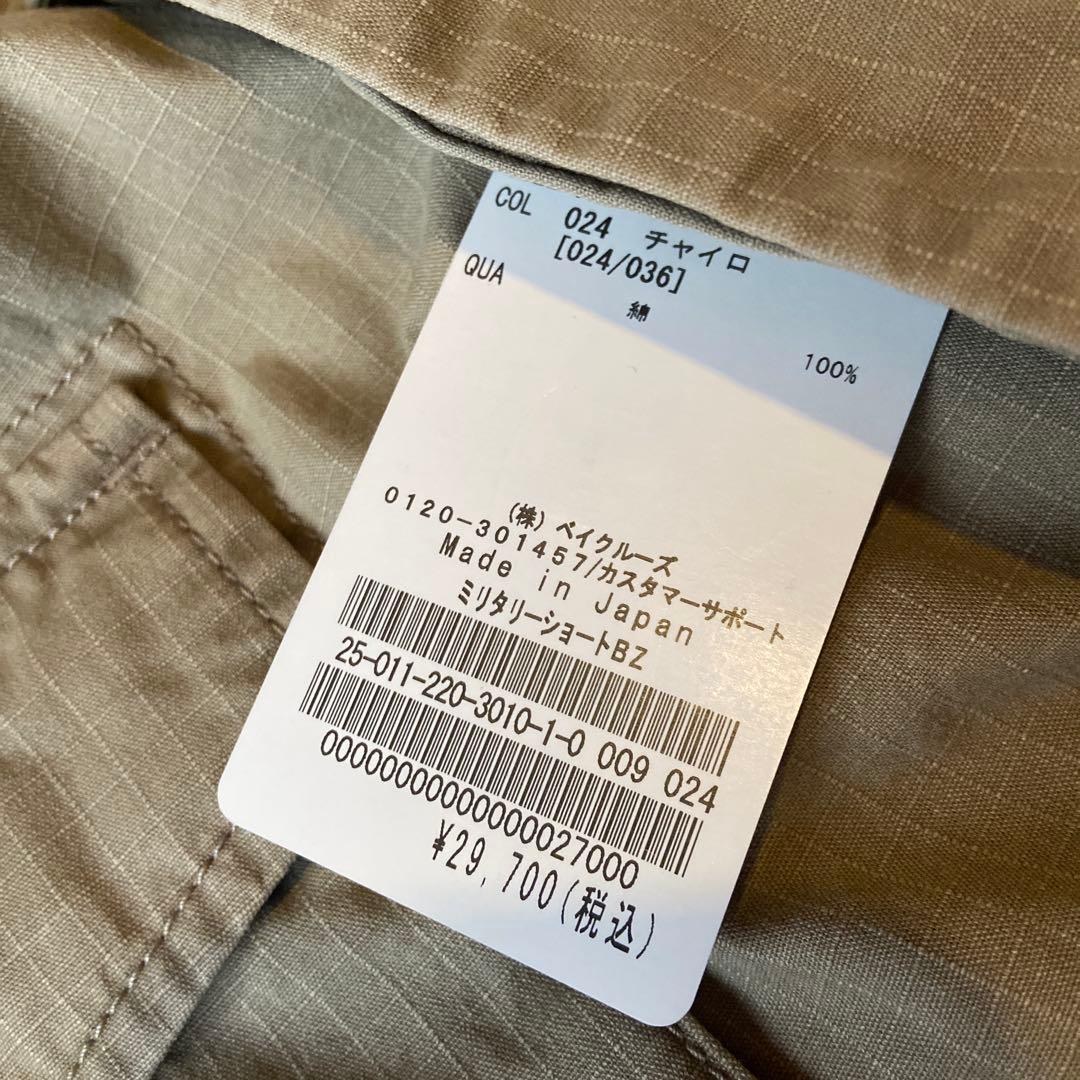 COL 024 チャイロ
[024/036]
QUA
綿 100%
(株)ベイクルーズ
0120-301457/カスタマーサポート
Made in Japan
ミリタリーショートBZ
25-011-220-3010-1-0 009 024
0000000000000027000
¥29,700(税込)